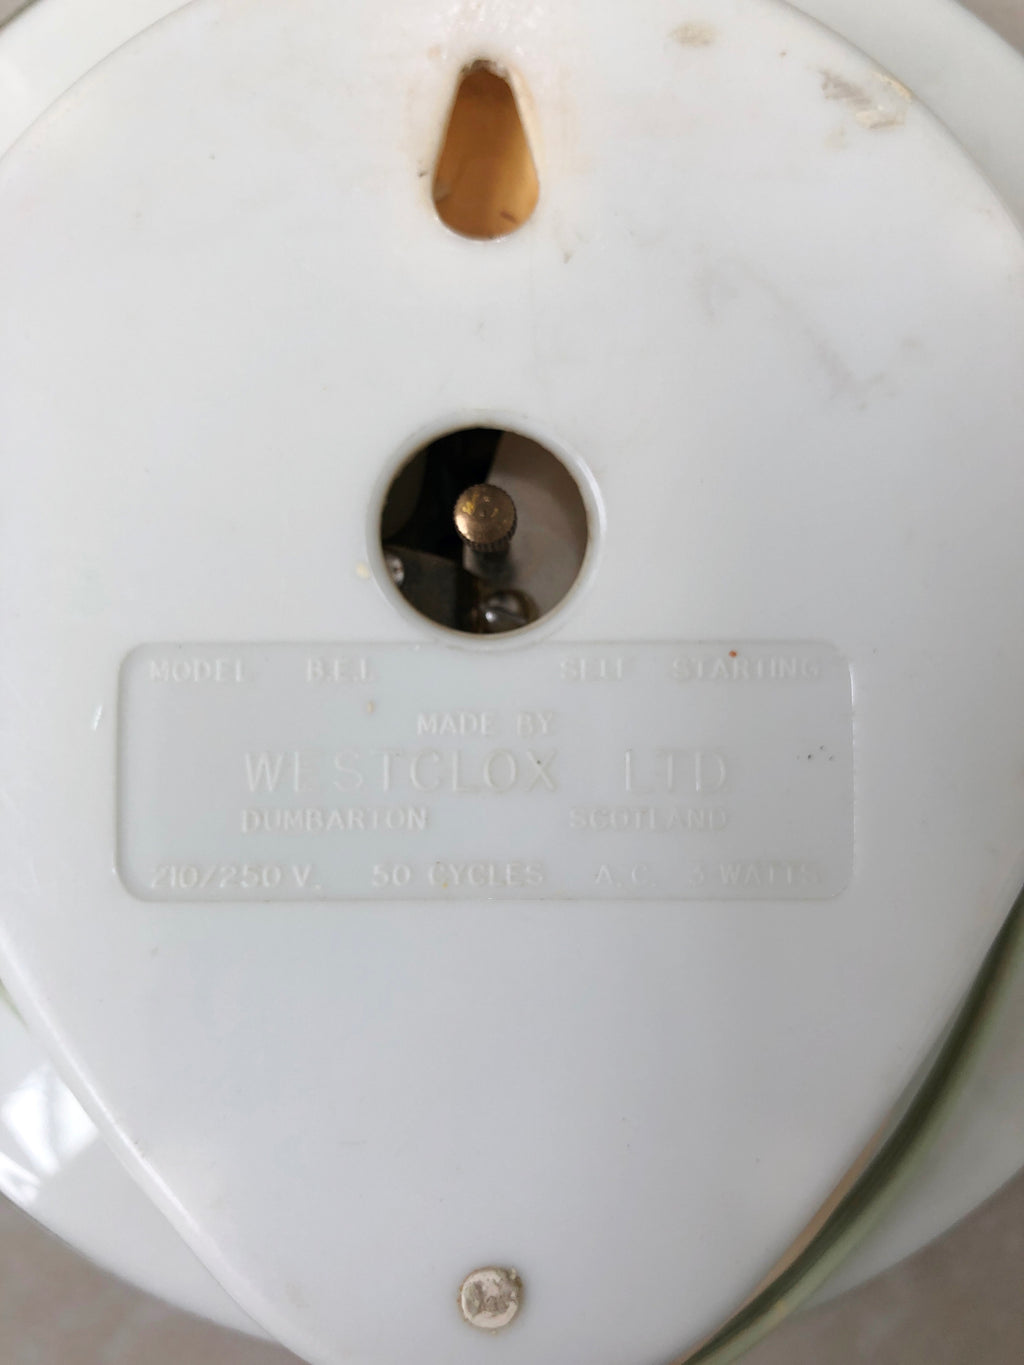 MODEL B.E.I. SELF STARTING
MADE BY
WESTCLOX LTD.
DUMBARTON SCOTLAND
210/250 V. 50 CYCLES A.C. 3 WATTS